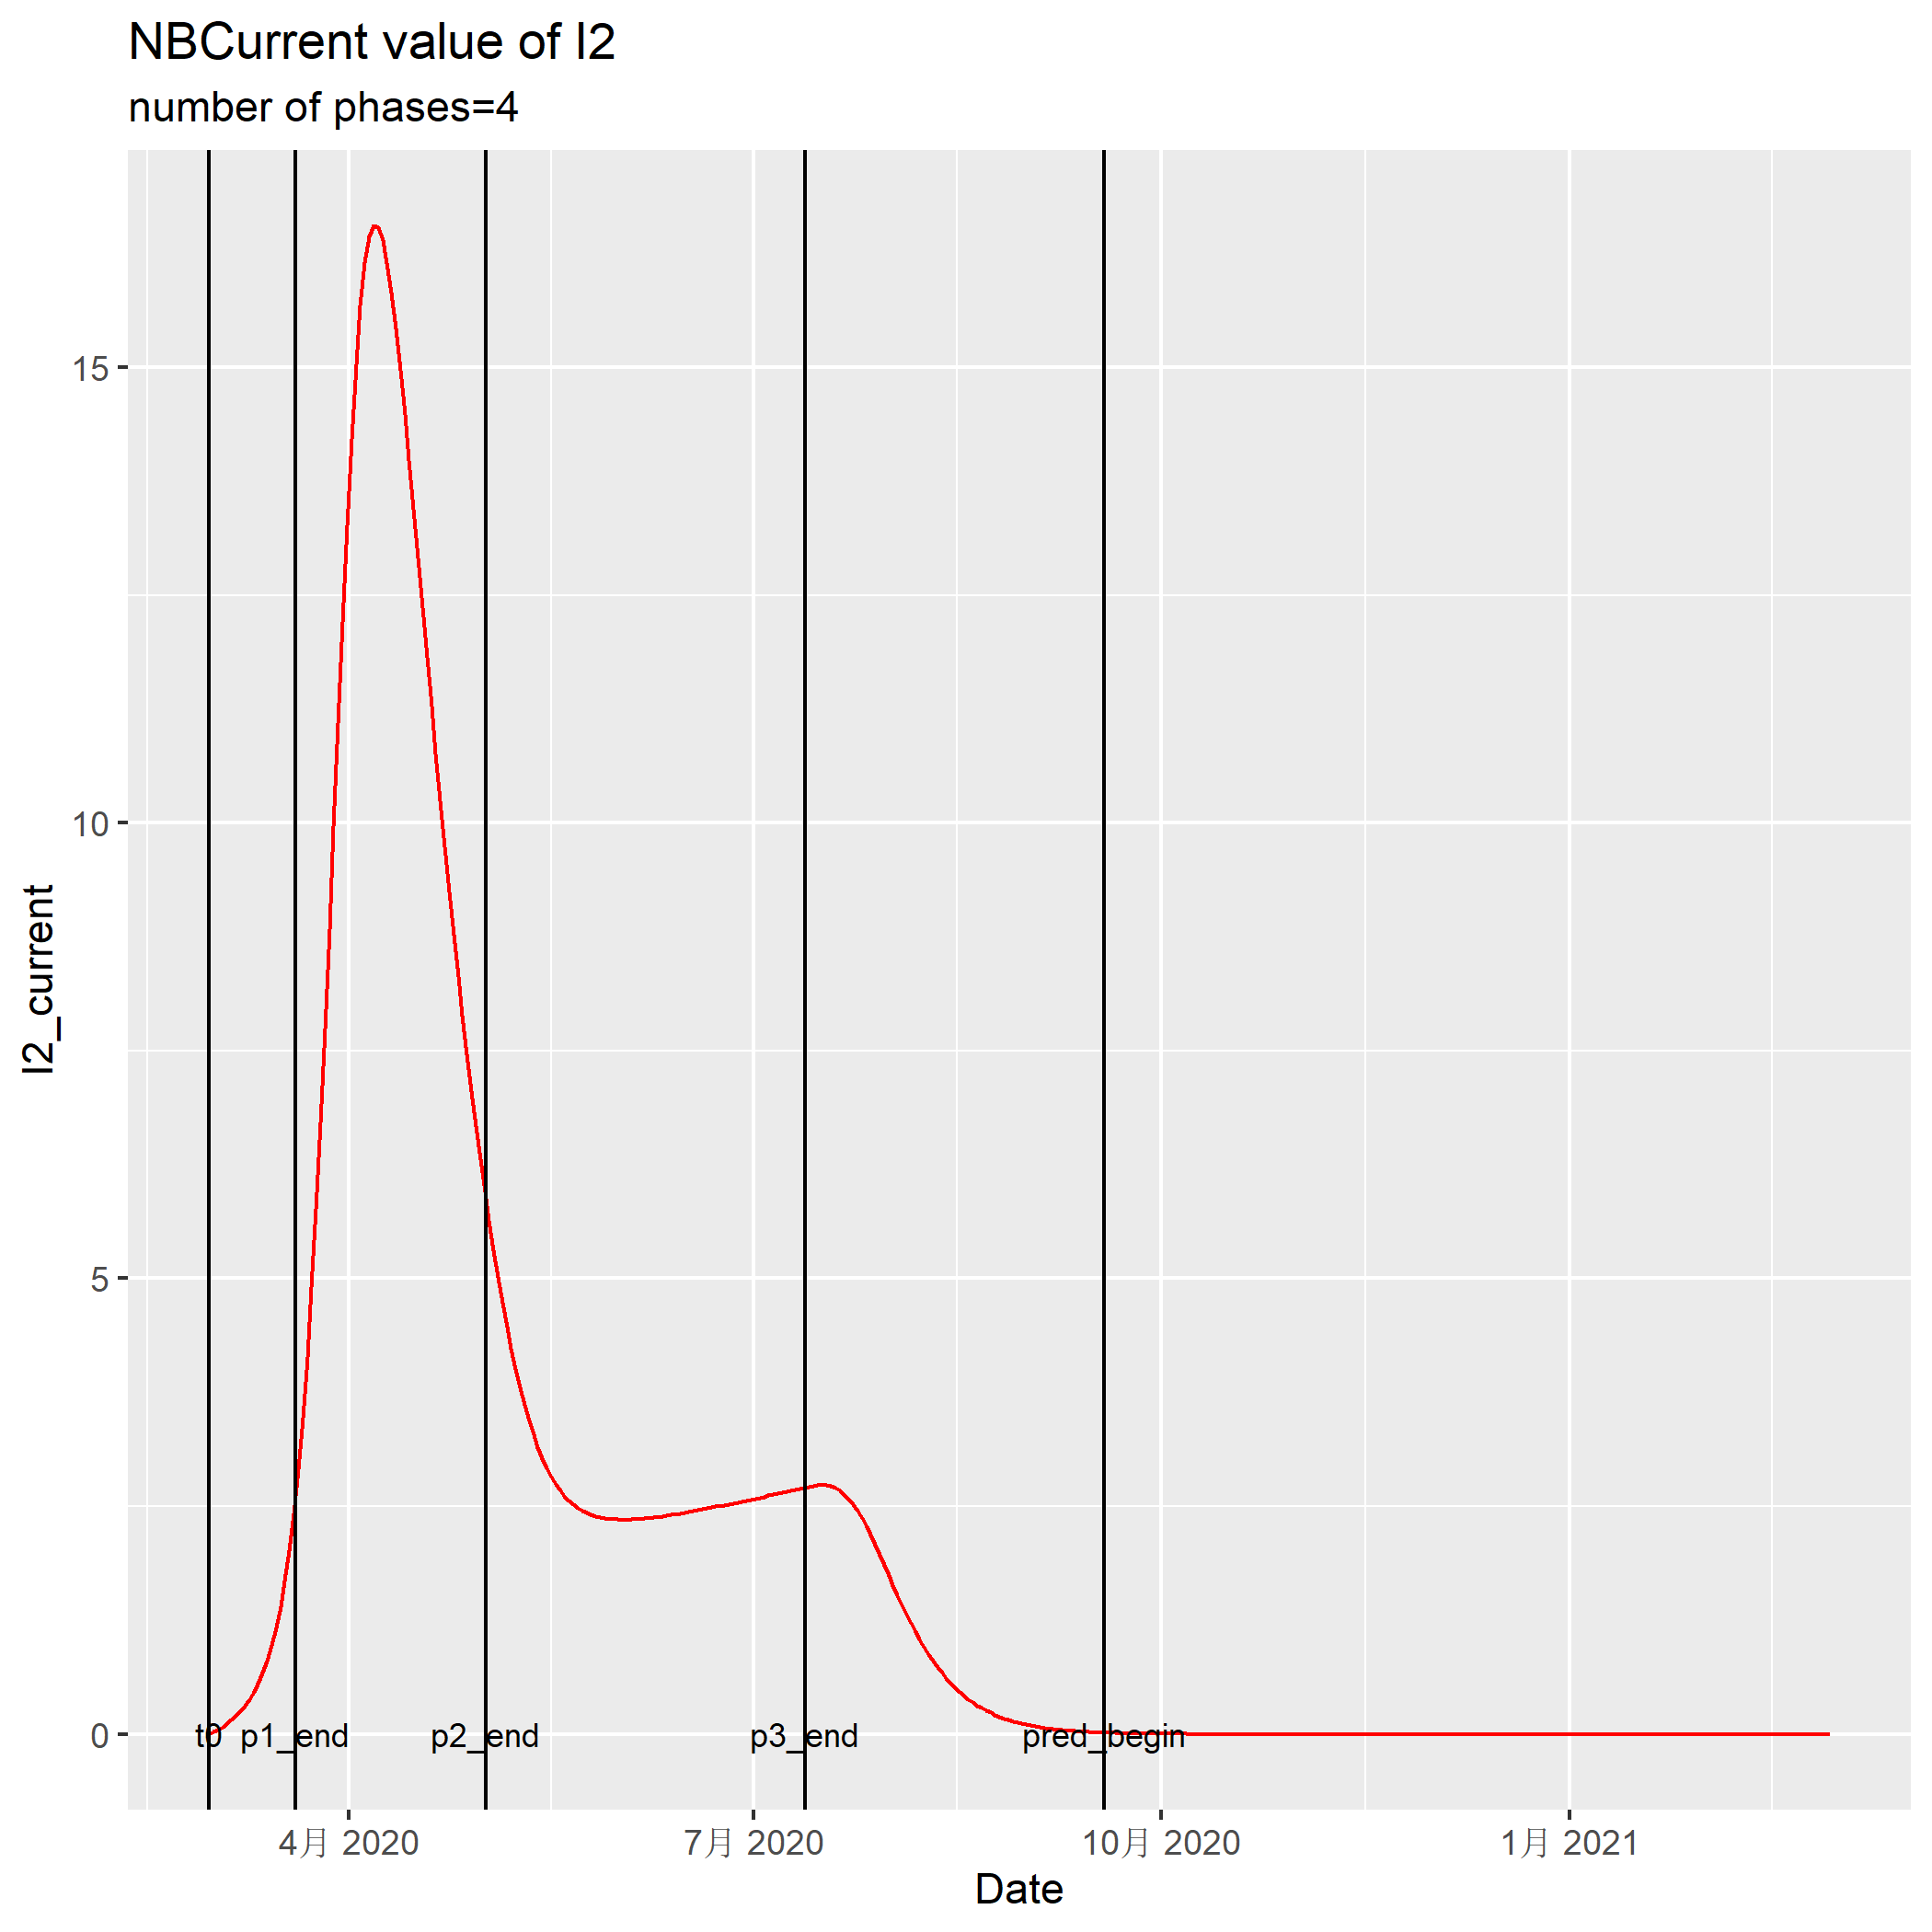 NBCurrent value of I2
number of phases=4
15
10
5
0
I2_current
t0 p1_end p2_end p3_end pred_begin
4月 2020 7月 2020 10月 2020 1月 2021
Date